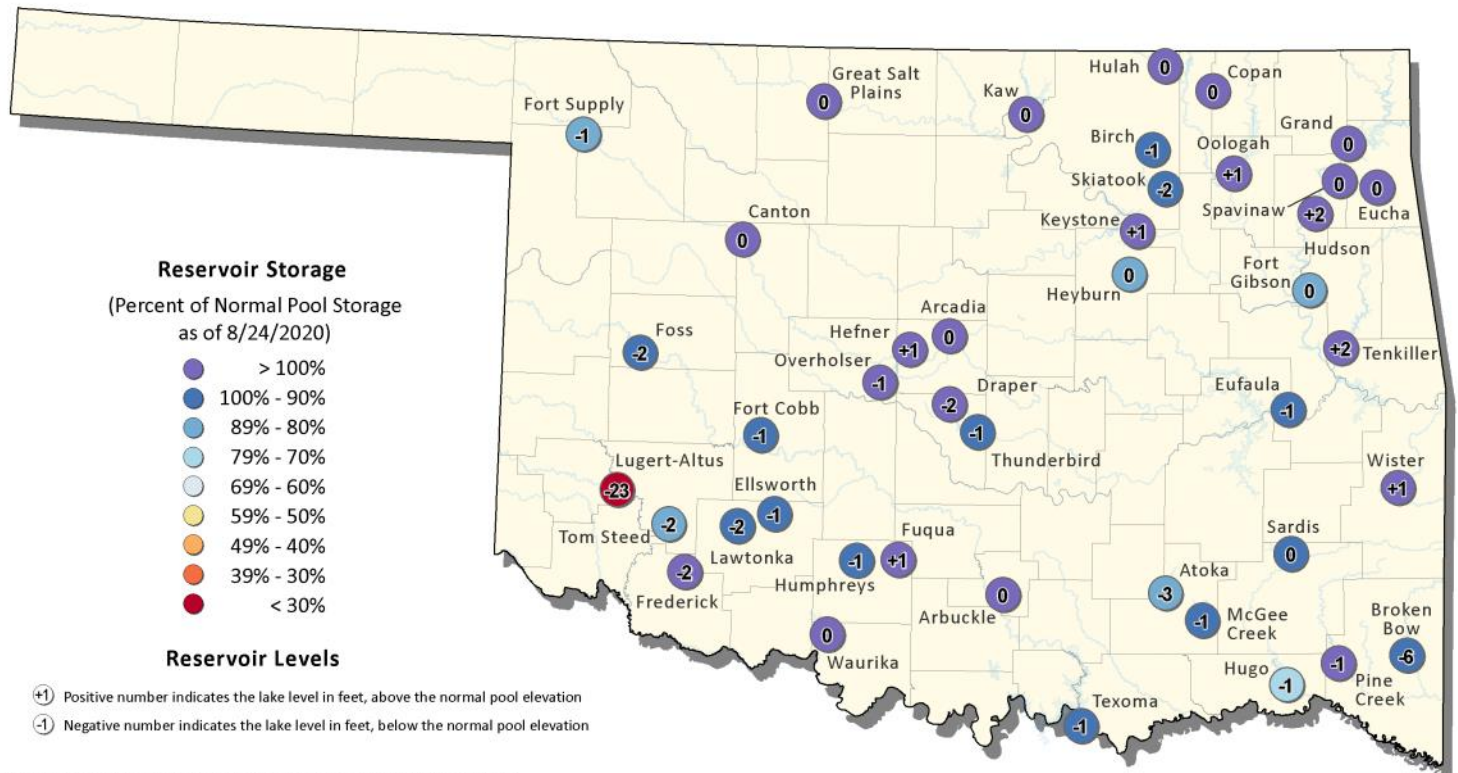 Hulah
0
Copan
0
Great Salt
Plains
0
Kaw
0
Fort Supply
-1
Grand
0
Birch
-1
Oologah
+1
Skiatook
-2
Spavinaw
0
0
Eucha
Keystone
+1
+2
Hudson
Canton
0
Heyburn
0
Fort
Gibson
0
Reservoir Storage
(Percent of Normal Pool Storage
as of 8/24/2020)
> 100%
100% - 90%
89% - 80%
79% - 70%
69% - 60%
59% - 50%
49% - 40%
39% - 30%
< 30%
Foss
-2
Arcadia
0
Hefner
+1
Overholser
-1
+2
Tenkiller
Draper
-2
Eufaula
-1
Fort Cobb
-1
-1
Thunderbird
Lugert-Altus
-23
Ellsworth
-1
Wister
+1
Tom Steed
-2
-2
Lawtonka
Fuqua
+1
Sardis
0
Humphreys
-1
-2
Frederick
Arbuckle
0
Atoka
-3
-1
McGee
Creek
Broken
Bow
-6
0
Waurika
Hugo
-1
-1
Pine
Creek
Texoma
-1
Reservoir Levels
+1 Positive number indicates the lake level in feet, above the normal pool elevation
-1 Negative number indicates the lake level in feet, below the normal pool elevation